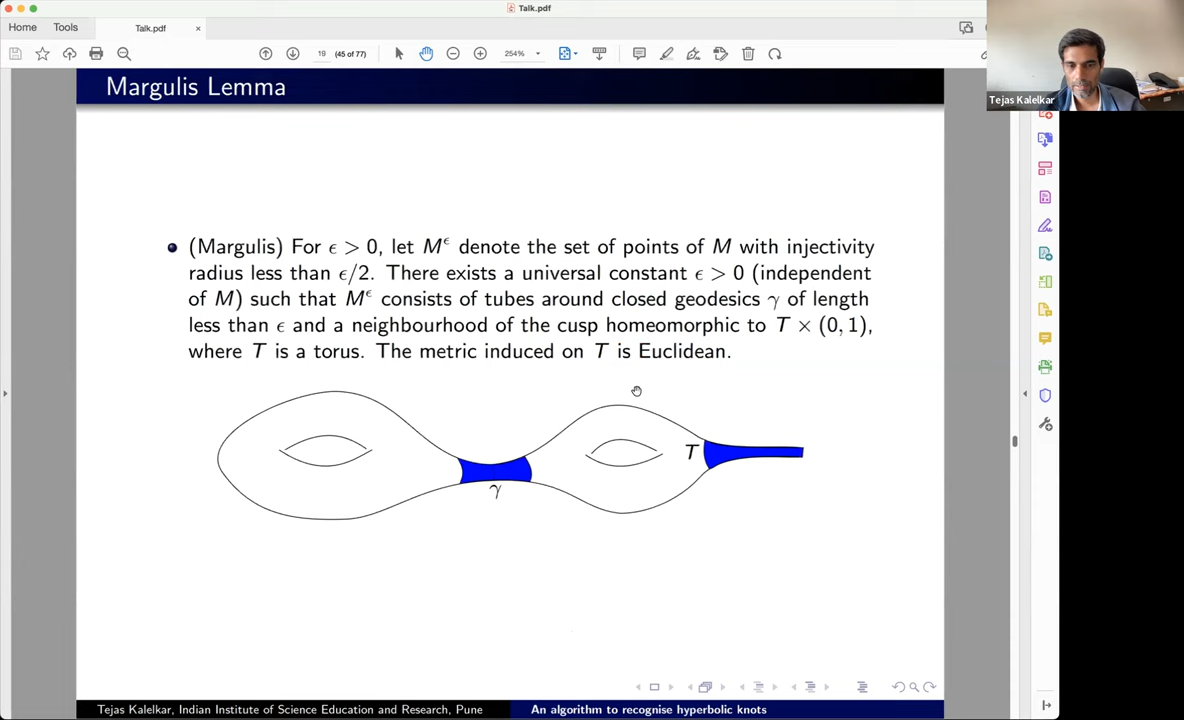 Talk.pdf
Home Tools Talk.pdf ×
19 (45 of 77) 254%
Tejas Kalelkar
Margulis Lemma
(Margulis) For ϵ > 0, let M^ϵ denote the set of points of M with injectivity
radius less than ϵ/2. There exists a universal constant ϵ > 0 (independent
of M) such that M^ϵ consists of tubes around closed geodesics γ of length
less than ϵ and a neighbourhood of the cusp homeomorphic to T × (0, 1),
where T is a torus. The metric induced on T is Euclidean.
T
γ
Tejas Kalelkar, Indian Institute of Science Education and Research, Pune An algorithm to recognise hyperbolic knots